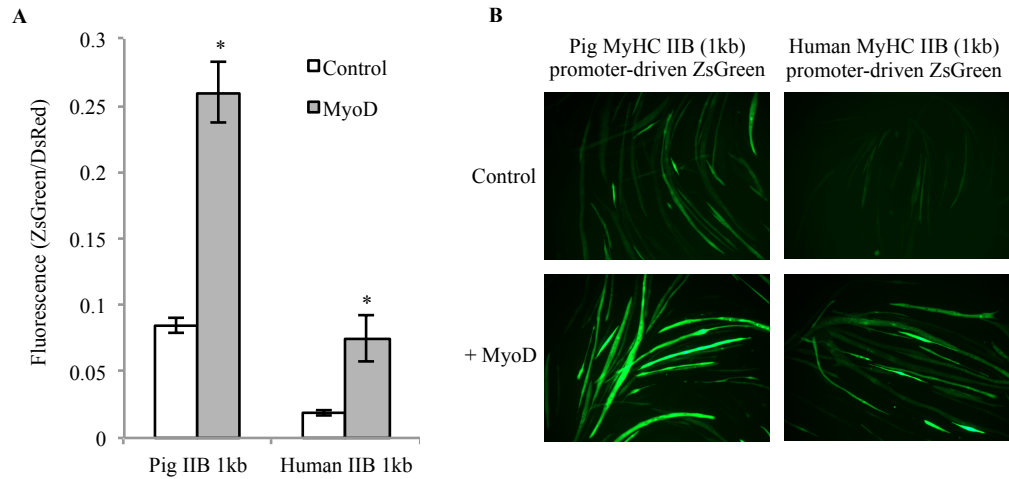 A
Fluorescence (ZsGreen/DsRed)
0.3
0.25
0.2
0.15
0.1
0.05
0
*
*
Control
MyoD
Pig IIB 1kb
Human IIB 1kb
B
Pig MyHC IIB (1kb)
promoter-driven ZsGreen
Human MyHC IIB (1kb)
promoter-driven ZsGreen
Control
+ MyoD